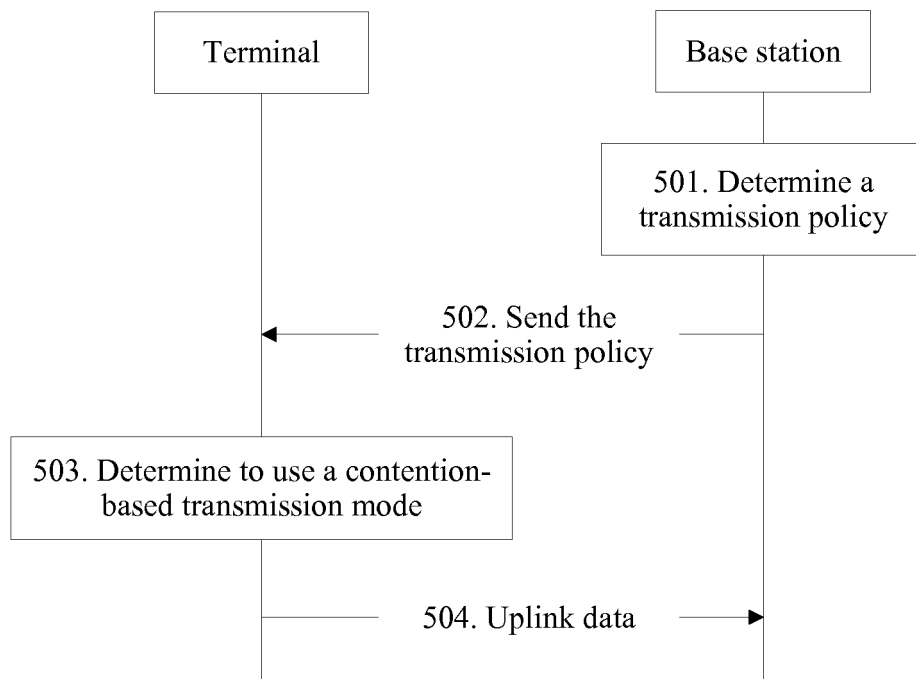 Terminal
Base station
501. Determine a
transmission policy
502. Send the
transmission policy
503. Determine to use a contention-
based transmission mode
504. Uplink data